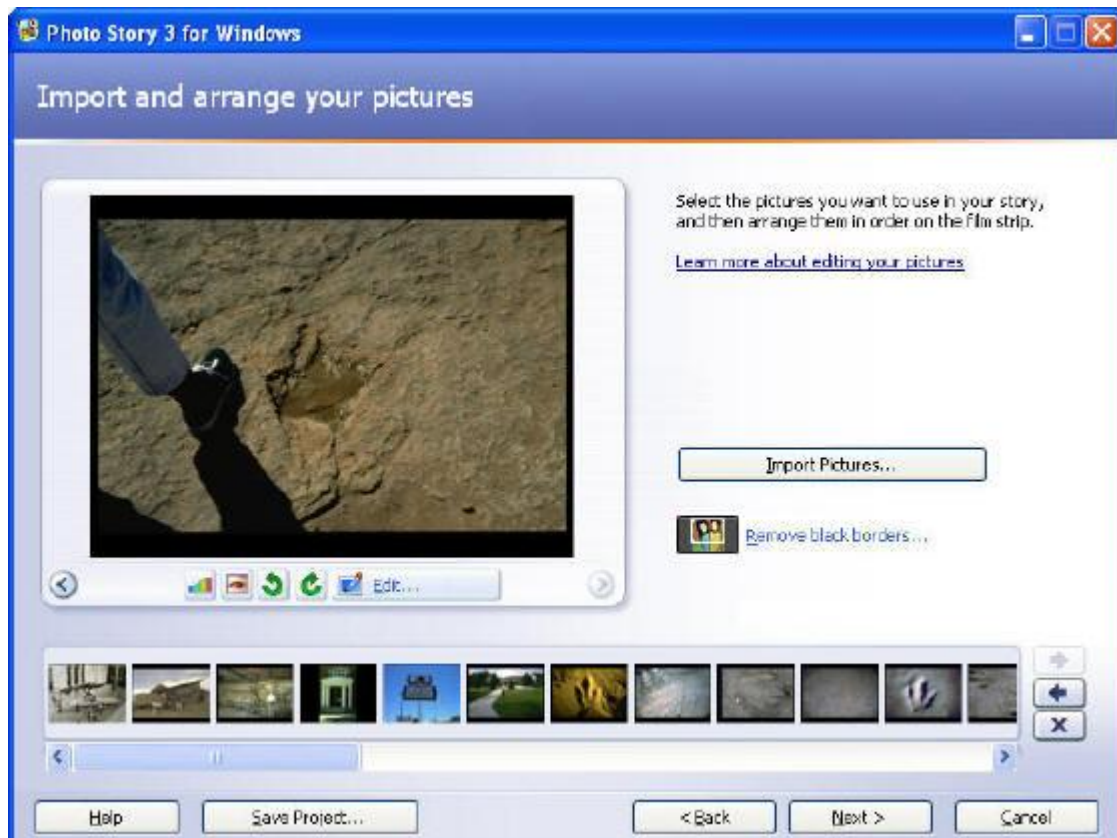 Photo Story 3 for Windows
Import and arrange your pictures
Select the pictures you want to use in your story,
and then arrange them in order on the film strip.
Learn more about editing your pictures
Import Pictures...
Remove black borders...
Edit...
Help
Save Project...
< Back
Next >
Cancel